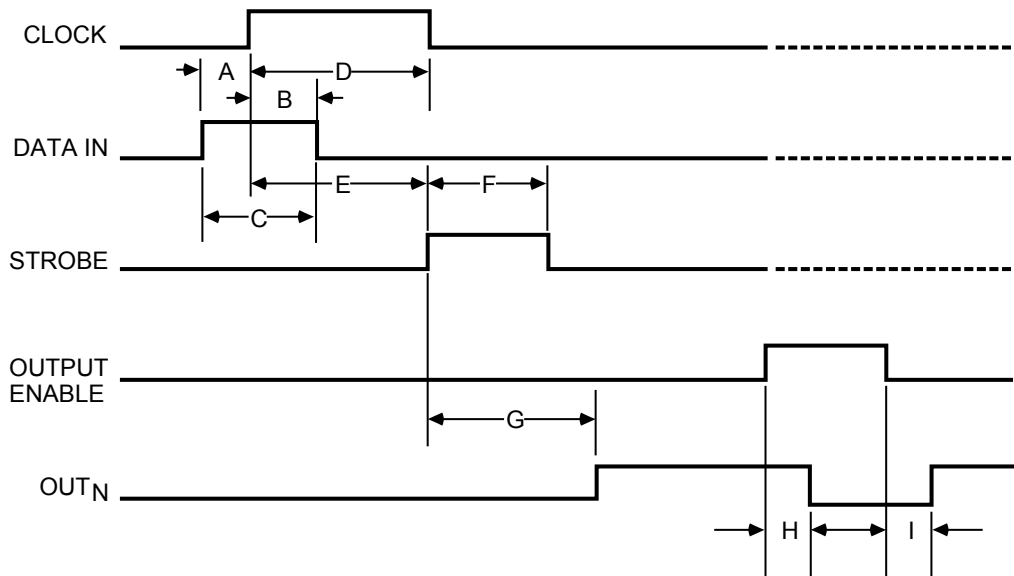 CLOCK
A
D
B
DATA IN
E
F
C
STROBE
OUTPUT
ENABLE
G
OUTN
H
I